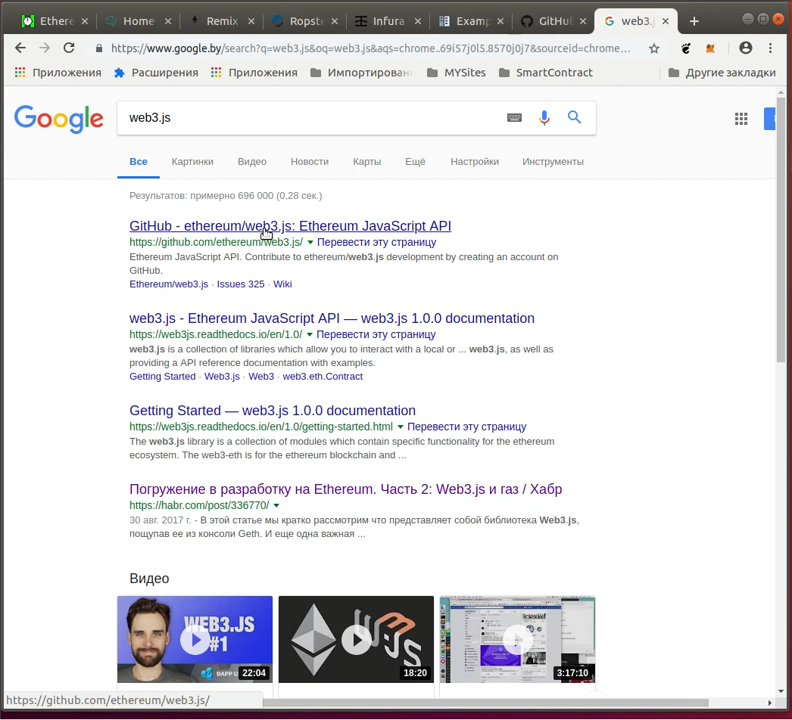 Ethere
Home
Remix
Ropste
Infura
Examp
GitHu
web3.j
https://www.google.by/search?q=web3.js&oq=web3.js&aqs=chrome..69i57j0l5.8570j0j7&sourceid=chrome...
Приложения
Расширения
Приложения
Импортирован
MYSites
SmartContract
Другие закладки
Google
web3.js
Все
Картинки
Видео
Новости
Карты
Ещё
Настройки
Инструменты
Результатов: примерно 696 000 (0,28 сек.)
GitHub - ethereum/web3.js: Ethereum JavaScript API
https://github.com/ethereum/web3.js/ Перевести эту страницу
Ethereum JavaScript API. Contribute to ethereum/web3.js development by creating an account on
GitHub.
Ethereum/web3.js · Issues 325 · Wiki
web3.js - Ethereum JavaScript API — web3.js 1.0.0 documentation
https://web3js.readthedocs.io/en/1.0/ Перевести эту страницу
web3.js is a collection of libraries which allow you to interact with a local or ... web3.js, as well as
providing a API reference documentation with examples.
Getting Started · Web3.js · Web3 · web3.eth.Contract
Getting Started — web3.js 1.0.0 documentation
https://web3js.readthedocs.io/en/1.0/getting-started.html Перевести эту страницу
The web3.js library is a collection of modules which contain specific functionality for the ethereum
ecosystem. The web3-eth is for the ethereum blockchain and ...
Погружение в разработку на Ethereum. Часть 2: Web3.js и газ / Хабр
https://habr.com/post/336770/
30 авг. 2017 г. - В этой статье мы кратко рассмотрим что представляет собой библиотека Web3.js,
пощупав ее из консоли Geth. И еще одна важная ...
Видео
WEB3.JS
#1
DAPP U
22:04
18:20
3:17:10
https://github.com/ethereum/web3.js/